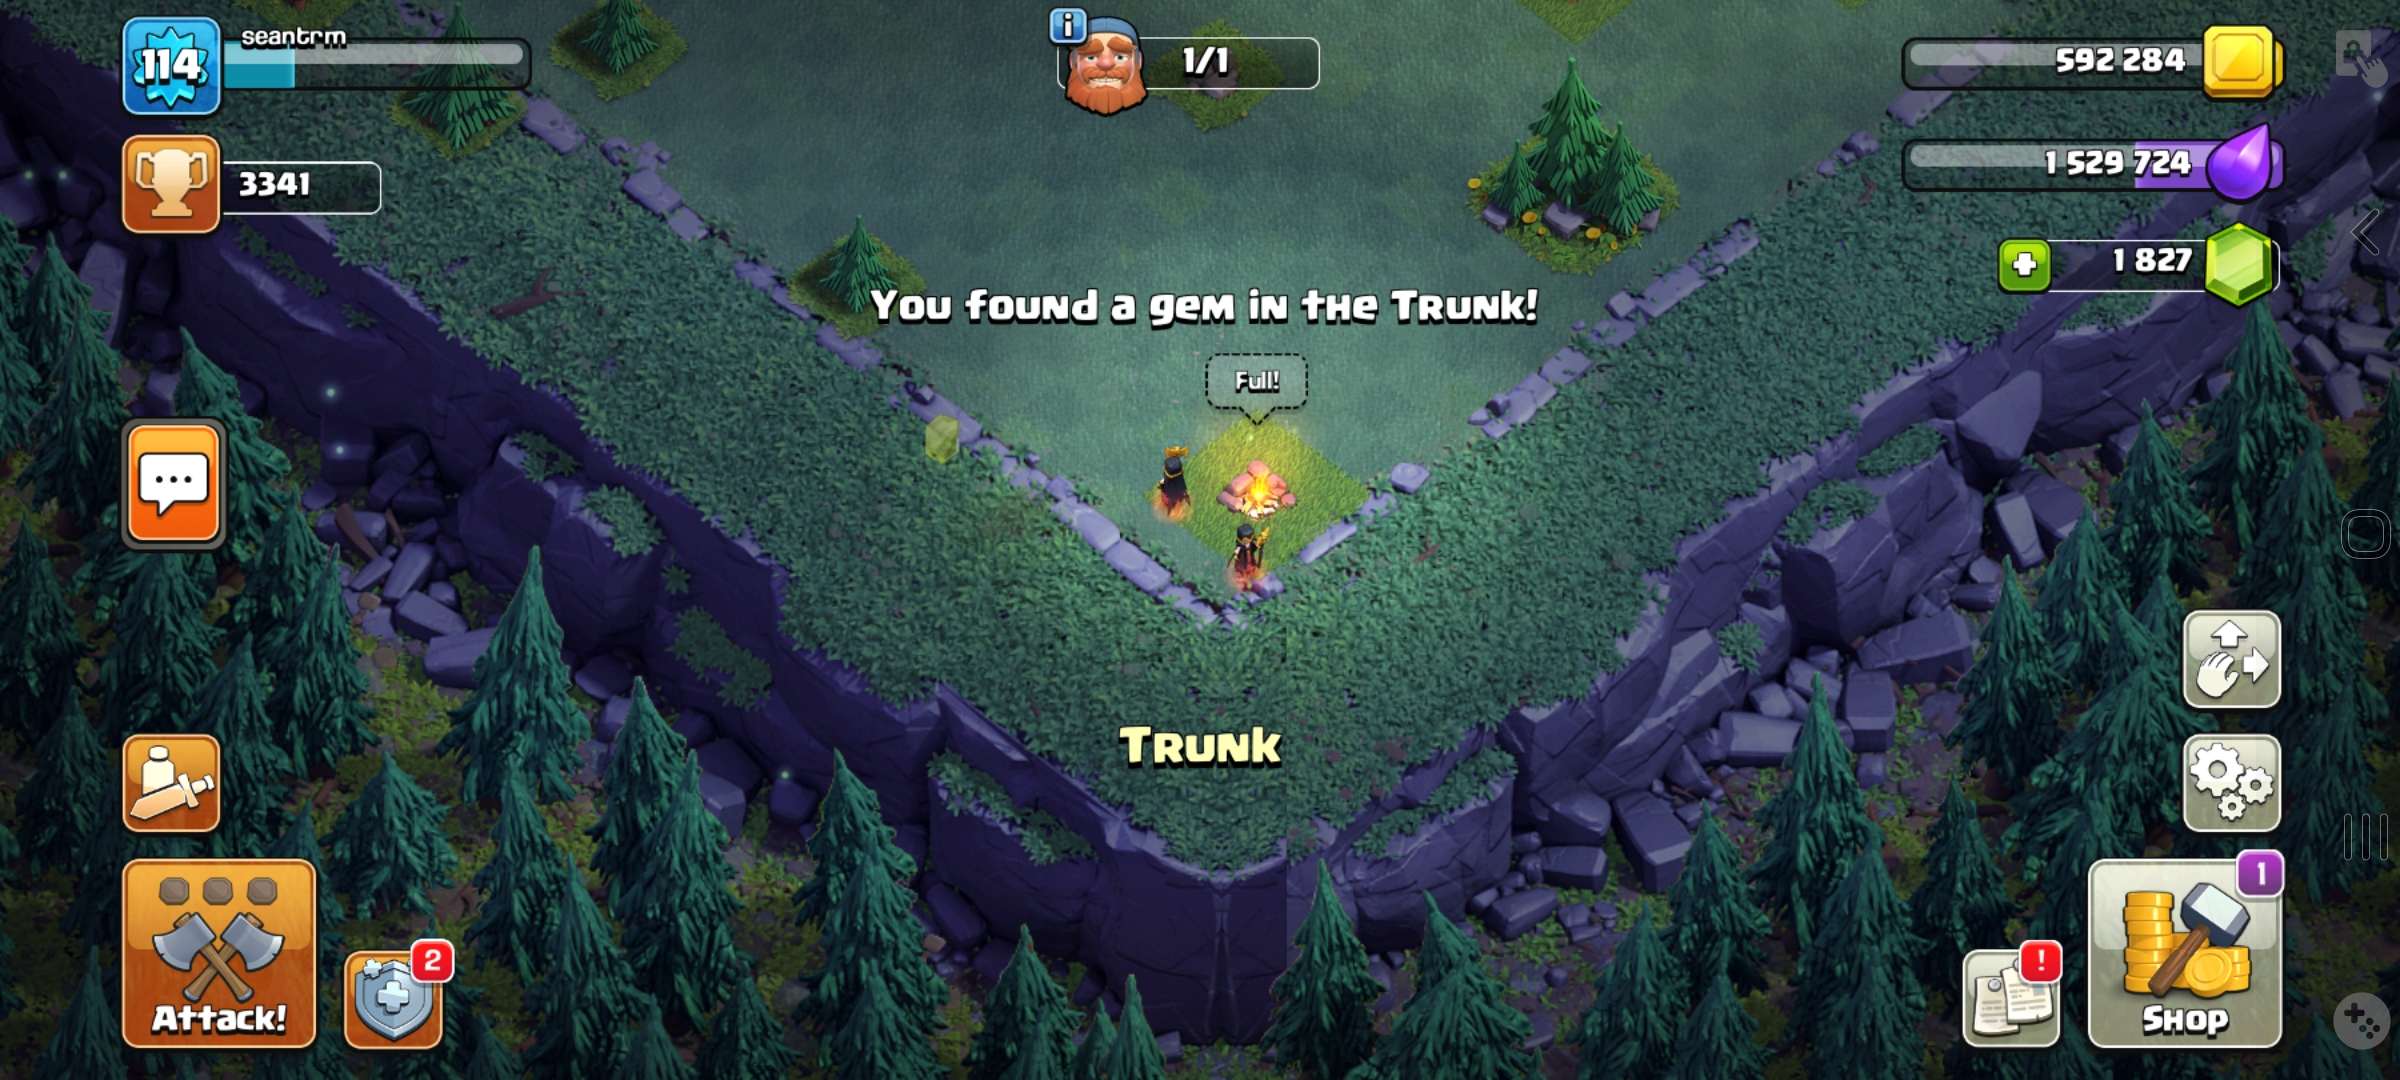 114
seantrm
i
1/1
592 284
3341
1 529 724
1 827
You found a gem in the Trunk!
Full!
Trunk
1
2
!
Attack!
Shop